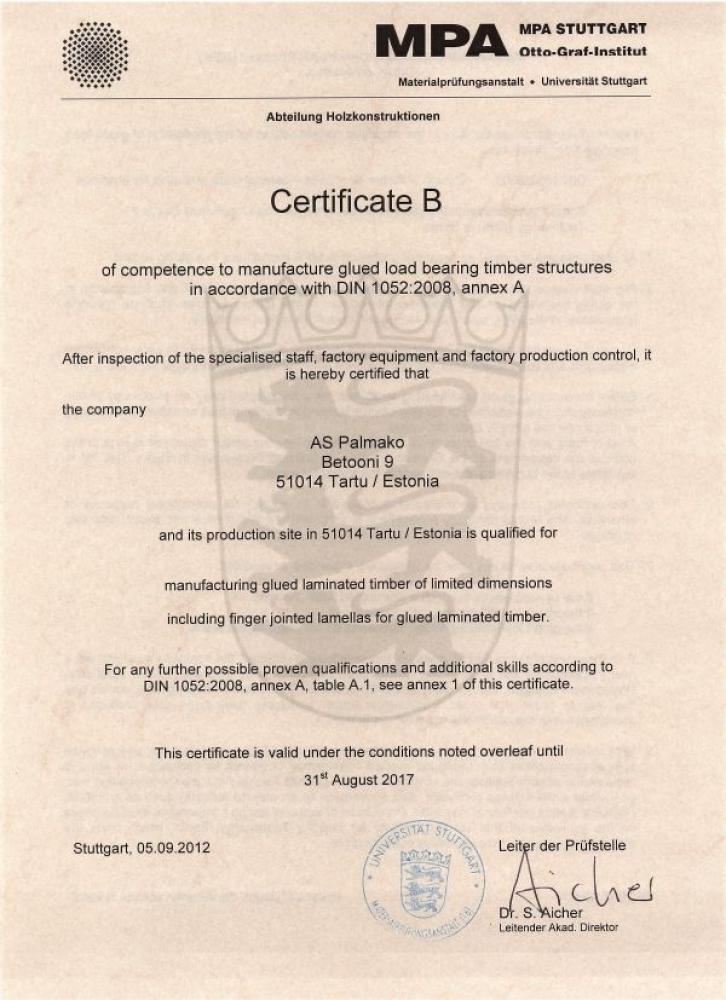 MPA
MPA STUTTGART
Otto-Graf-Institut
Materialprüfungsanstalt • Universität Stuttgart
Abteilung Holzkonstruktionen
Certificate B
of competence to manufacture glued load bearing timber structures
in accordance with DIN 1052:2008, annex A
After inspection of the specialised staff, factory equipment and factory production control, it
is hereby certified that
the company
AS Palmako
Betooni 9
51014 Tartu / Estonia
and its production site in 51014 Tartu / Estonia is qualified for
manufacturing glued laminated timber of limited dimensions
including finger jointed lamellas for glued laminated timber.
For any further possible proven qualifications and additional skills according to
DIN 1052:2008, annex A, table A.1, see annex 1 of this certificate.
This certificate is valid under the conditions noted overleaf until
31st August 2017
Stuttgart, 05.09.2012
UNIVERSITÄT STUTTGART
MATERIALPRÜFUNGSANSTALT
Leiter der Prüfstelle
Aicher
Dr. S. Aicher
Leitender Akad. Direktor